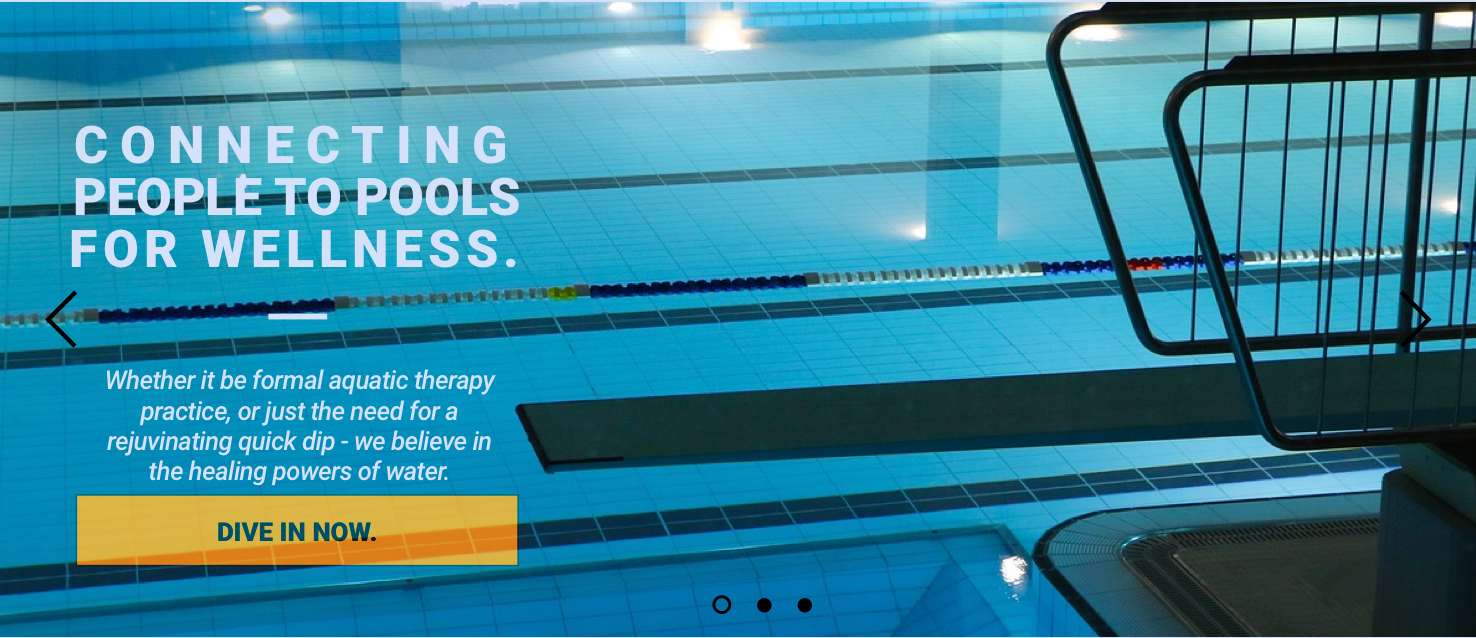 CONNECTING
PEOPLE TO POOLS
FOR WELLNESS.
Whether it be formal aquatic therapy
practice, or just the need for a
rejuvinating quick dip - we believe in
the healing powers of water.
DIVE IN NOW.